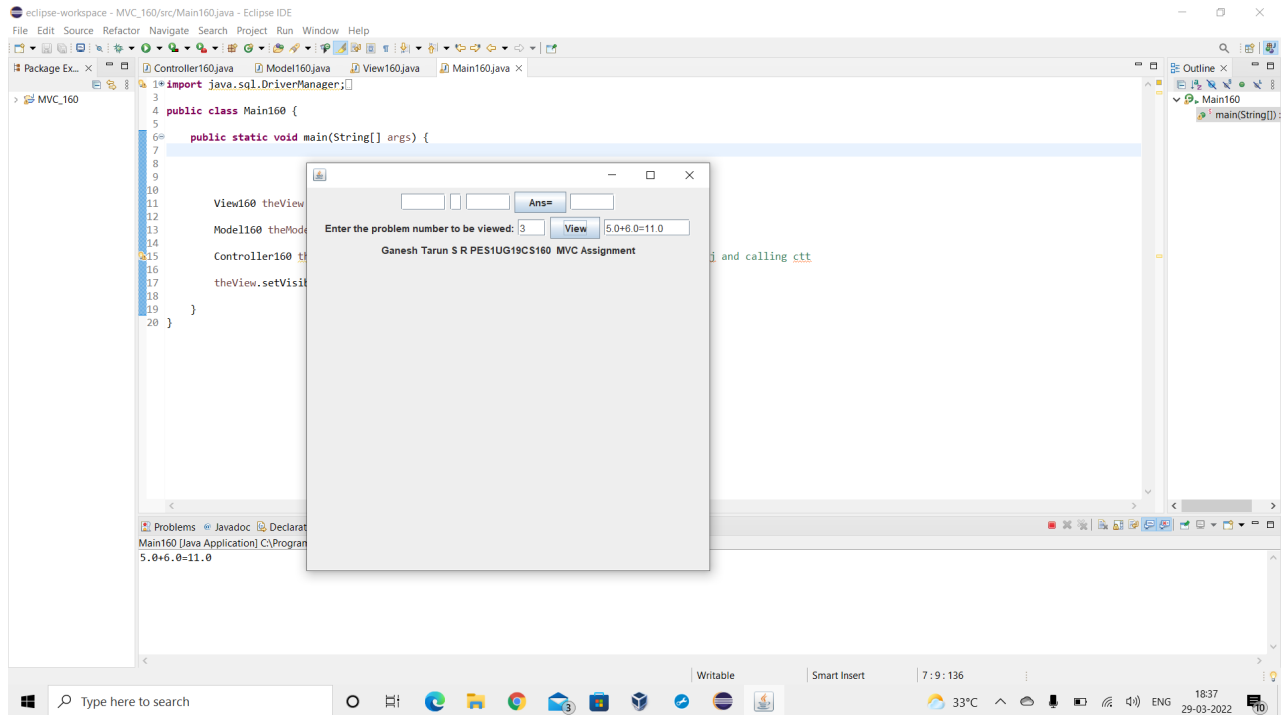 eclipse-workspace - MVC_160/src/Main160.java - Eclipse IDE
File Edit Source Refactor Navigate Search Project Run Window Help
Package Ex...
Controller160.java Model160.java View160.java Main160.java
Outline
MVC_160
Main160
main(String[]) :
1 import java.sql.DriverManager;
3
4 public class Main160 {
5
6 public static void main(String[] args) {
7
8
9
10
11 View160 theView
12
13 Model160 theMode
14
15 Controller160 th
j and calling ctt
16
17 theView.setVisib
18
19 }
20 }
Ans=
Enter the problem number to be viewed: 3 View 5.0+6.0=11.0
Ganesh Tarun S R PES1UG19CS160 MVC Assignment
Problems Javadoc Declarat
Main160 [Java Application] C:\Program
5.0+6.0=11.0
Writable Smart Insert 7 : 9 : 136
Type here to search
3
33°C ENG
18:37
29-03-2022
10